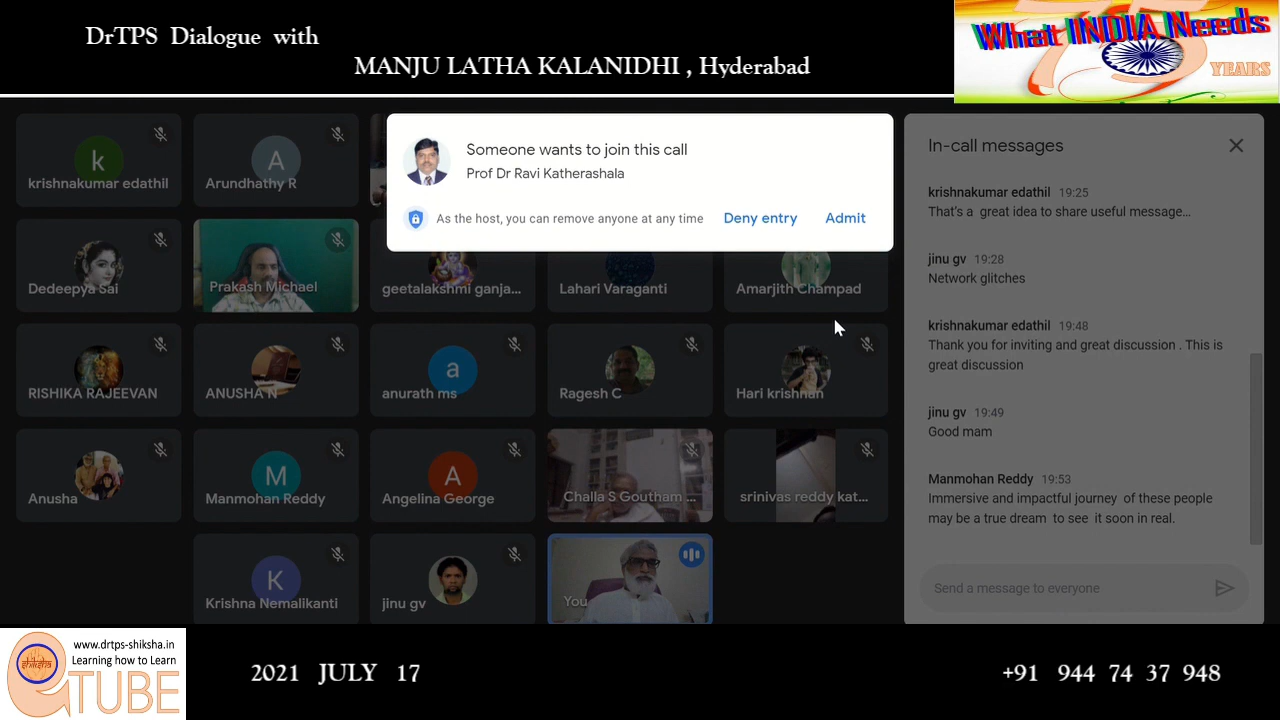 DrTPS Dialogue with
MANJU LATHA KALANIDHI , Hyderabad
What INDIA Needs
75
YEARS
k
krishnakumar edathil
A
Arundhathy R
Someone wants to join this call
Prof Dr Ravi Katherashala
As the host, you can remove anyone at any time
Deny entry
Admit
Dedeepya Sai
Prakash Michael
geetalakshmi ganja...
Lahari Varaganti
Amarjith Champad
RISHIKA RAJEEVAN
ANUSHA N
a
anurath ms
Ragesh C
Hari krishnan
Anusha
M
Manmohan Reddy
A
Angelina George
Challa S Goutham ...
srinivas reddy kat...
K
Krishna Nemalikanti
jinu gv
You
In-call messages
krishnakumar edathil 19:25
That's a great idea to share useful message...
jinu gv 19:28
Network glitches
krishnakumar edathil 19:48
Thank you for inviting and great discussion . This is
great discussion
jinu gv 19:49
Good mam
Manmohan Reddy 19:53
Immersive and impactful journey of these people
may be a true dream to see it soon in real.
Send a message to everyone
www.drtps-shiksha.in
Learning how to Learn
shiksha
TUBE
2021 JULY 17
+91 944 74 37 948